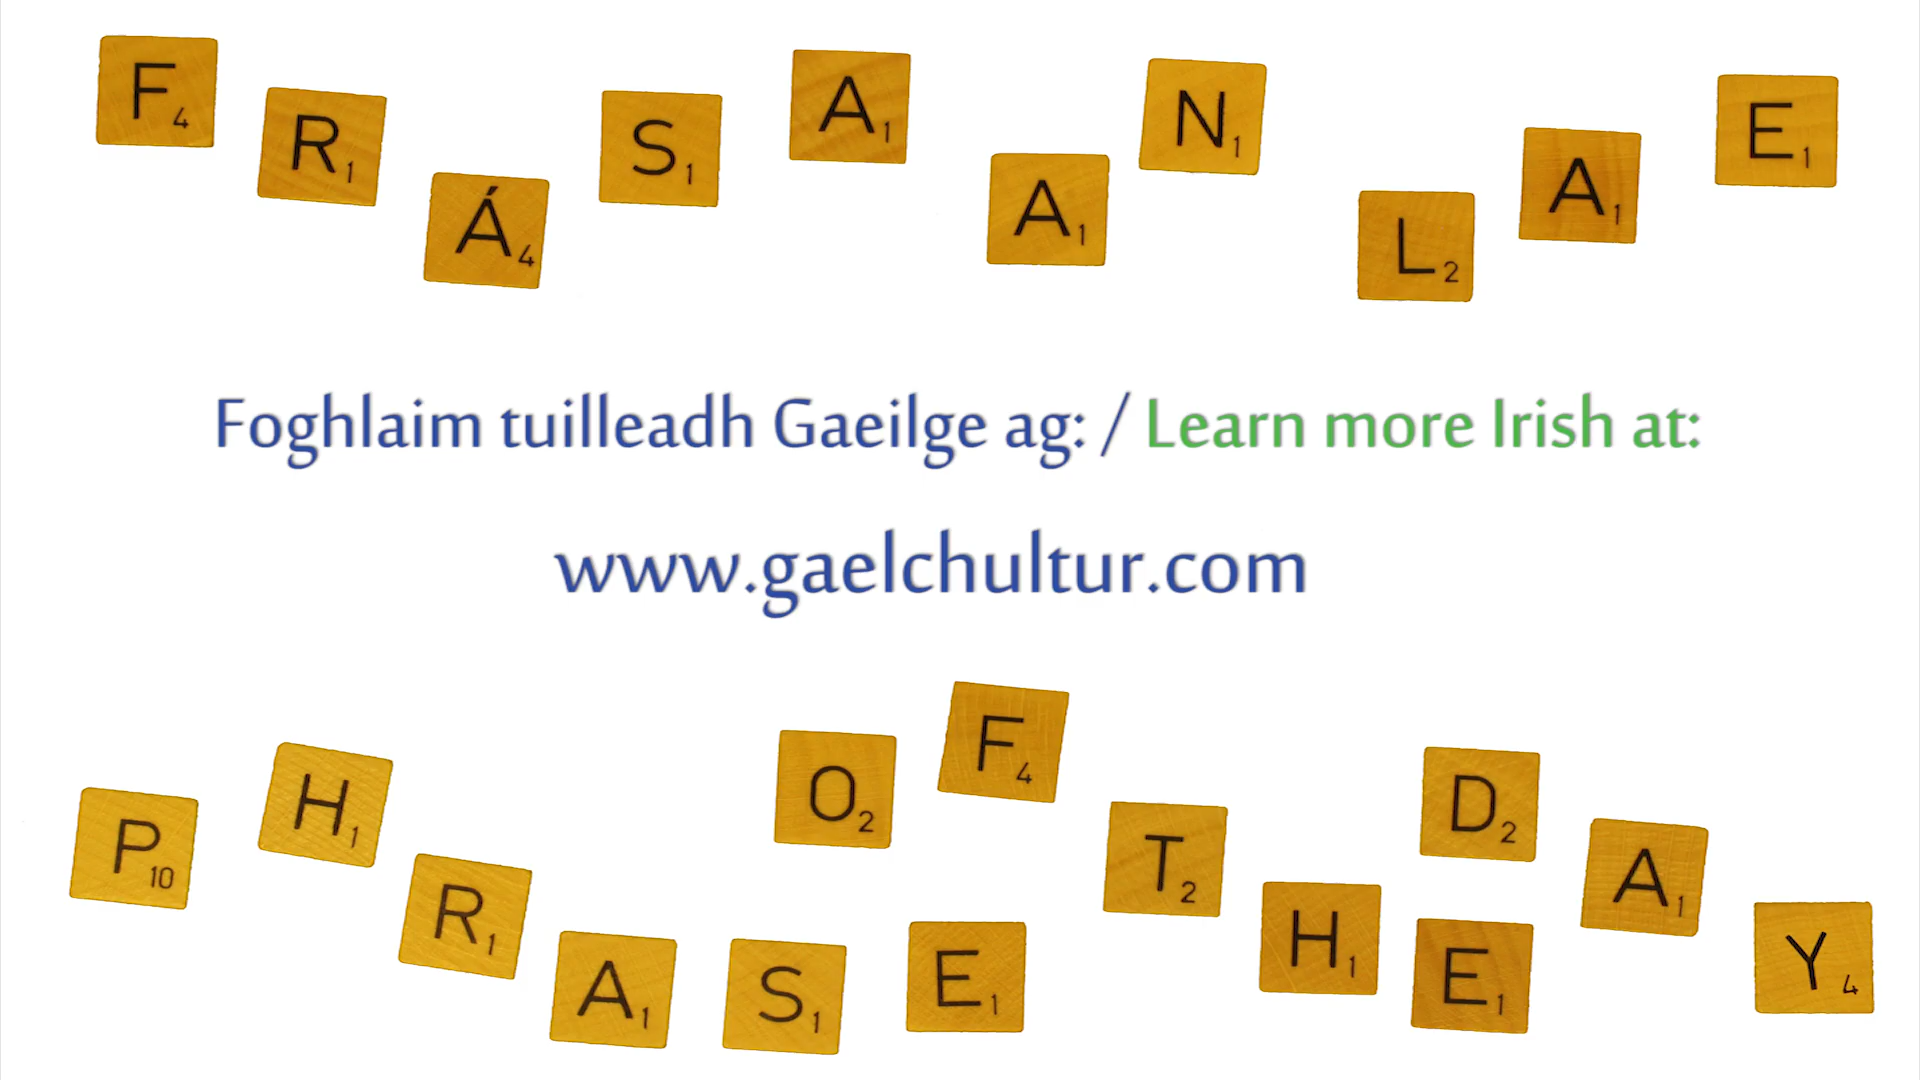 FRÁSA AN LAE
Foghlaim tuilleadh Gaeilge ag: / Learn more Irish at:
www.gaelchultur.com
PHRASE OF THE DAY